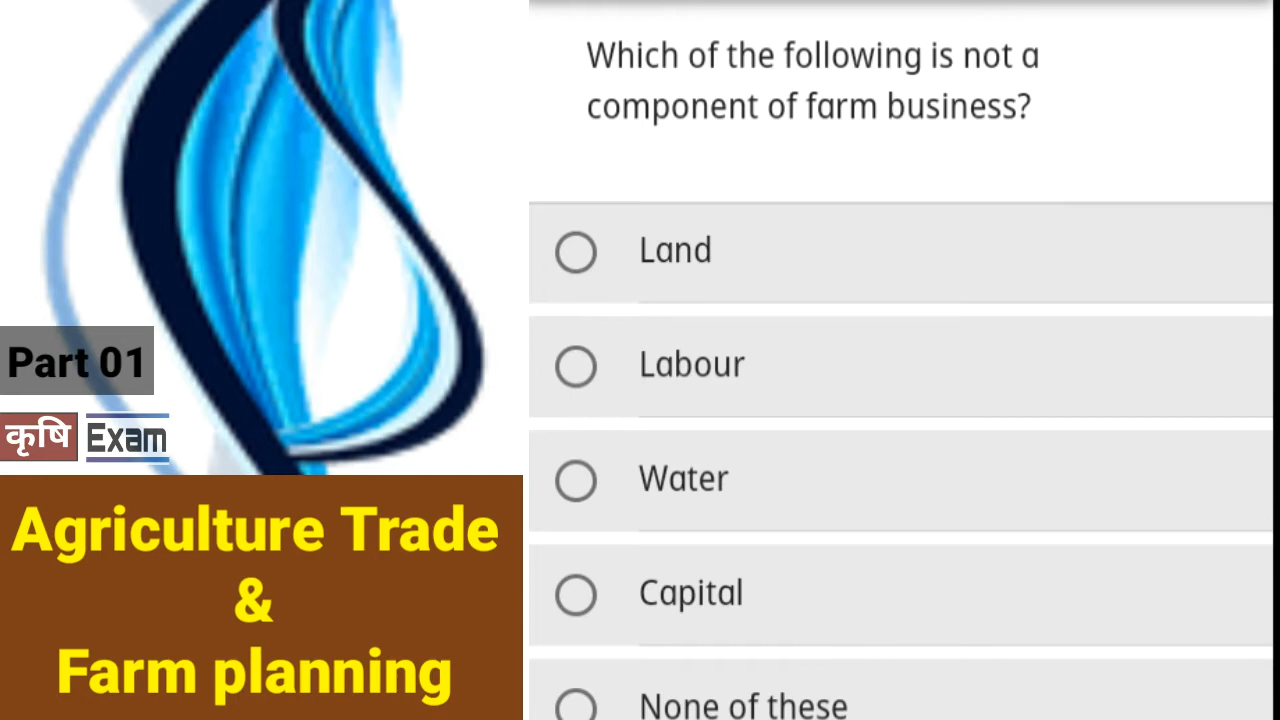 Which of the following is not a
component of farm business?
Land
Labour
Water
Capital
None of these
Part 01
कृषि Exam
Agriculture Trade
&
Farm planning